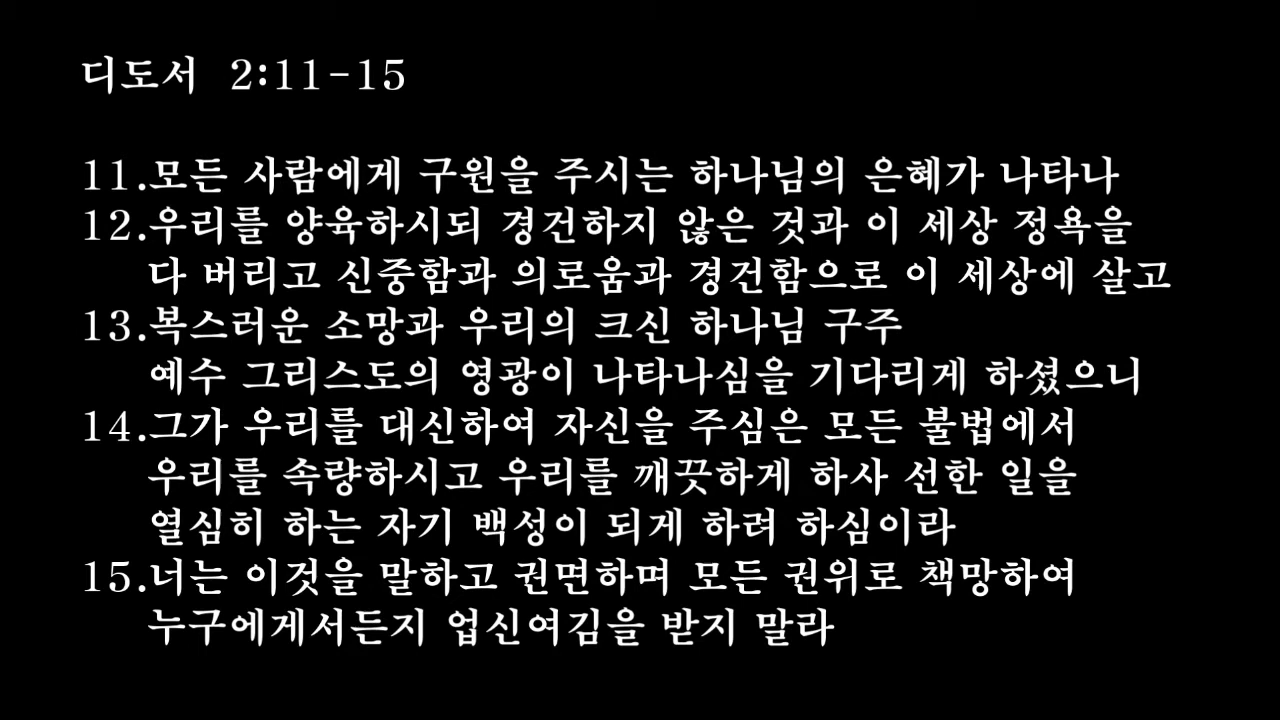 디도서 2:11-15
11.모든 사람에게 구원을 주시는 하나님의 은혜가 나타나
12.우리를 양육하시되 경건하지 않은 것과 이 세상 정욕을
다 버리고 신중함과 의로움과 경건함으로 이 세상에 살고
13.복스러운 소망과 우리의 크신 하나님 구주
예수 그리스도의 영광이 나타나심을 기다리게 하셨으니
14.그가 우리를 대신하여 자신을 주심은 모든 불법에서
우리를 속량하시고 우리를 깨끗하게 하사 선한 일을
열심히 하는 자기 백성이 되게 하려 하심이라
15.너는 이것을 말하고 권면하며 모든 권위로 책망하여
누구에게서든지 업신여김을 받지 말라